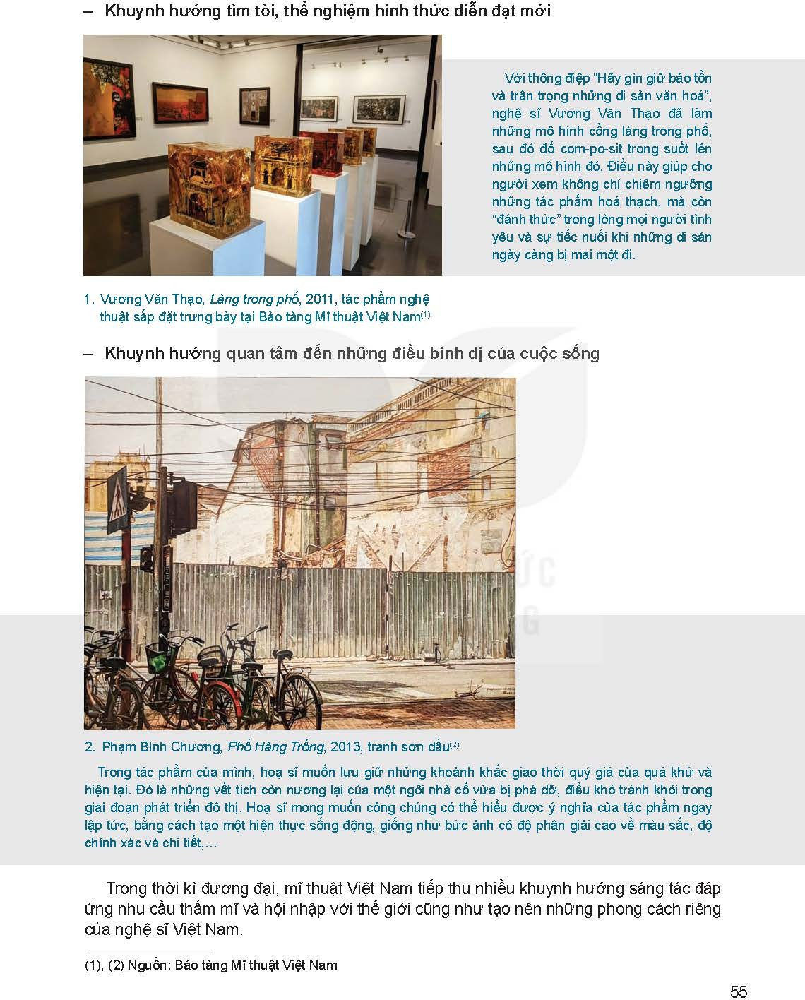 – Khuynh hướng tìm tòi, thể nghiệm hình thức diễn đạt mới
Với thông điệp “Hãy gìn giữ bảo tồn
và trân trọng những di sản văn hoá”,
nghệ sĩ Vương Văn Thạo đã làm
những mô hình cổng làng trong phố,
sau đó đổ com-po-sit trong suốt lên
những mô hình đó. Điều này giúp cho
người xem không chỉ chiêm ngưỡng
những tác phẩm hoá thạch, mà còn
“đánh thức” trong lòng mọi người tình
yêu và sự tiếc nuối khi những di sản
ngày càng bị mai một đi.
1. Vương Văn Thạo, Làng trong phố, 2011, tác phẩm nghệ
thuật sắp đặt trưng bày tại Bảo tàng Mĩ thuật Việt Nam(1)
– Khuynh hướng quan tâm đến những điều bình dị của cuộc sống
ỨC
G
2. Phạm Bình Chương, Phố Hàng Trống, 2013, tranh sơn dầu(2)
Trong tác phẩm của mình, hoạ sĩ muốn lưu giữ những khoảnh khắc giao thời quý giá của quá khứ và
hiện tại. Đó là những vết tích còn nương lại của một ngôi nhà cổ vừa bị phá dỡ, điều khó tránh khỏi trong
giai đoạn phát triển đô thị. Hoạ sĩ mong muốn công chúng có thể hiểu được ý nghĩa của tác phẩm ngay
lập tức, bằng cách tạo một hiện thực sống động, giống như bức ảnh có độ phân giải cao về màu sắc, độ
chính xác và chi tiết,...
Trong thời kì đương đại, mĩ thuật Việt Nam tiếp thu nhiều khuynh hướng sáng tác đáp
ứng nhu cầu thẩm mĩ và hội nhập với thế giới cũng như tạo nên những phong cách riêng
của nghệ sĩ Việt Nam.
(1), (2) Nguồn: Bảo tàng Mĩ thuật Việt Nam
55